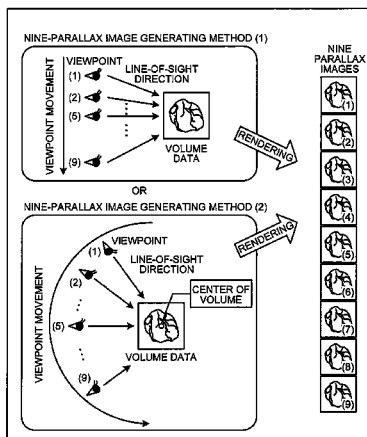 NINE-PARALLAX IMAGE GENERATING METHOD (1)
VIEWPOINT
LINE-OF-SIGHT
DIRECTION
VIEWPOINT MOVEMENT
(1)
(2)
(5)
(9)
VOLUME
DATA
RENDERING
OR
NINE-PARALLAX IMAGE GENERATING METHOD (2)
VIEWPOINT
LINE-OF-SIGHT
DIRECTION
VIEWPOINT MOVEMENT
(1)
(2)
(5)
(9)
CENTER OF
VOLUME
VOLUME DATA
RENDERING
NINE
PARALLAX
IMAGES
(1)
(2)
(3)
(4)
(5)
(6)
(7)
(8)
(9)